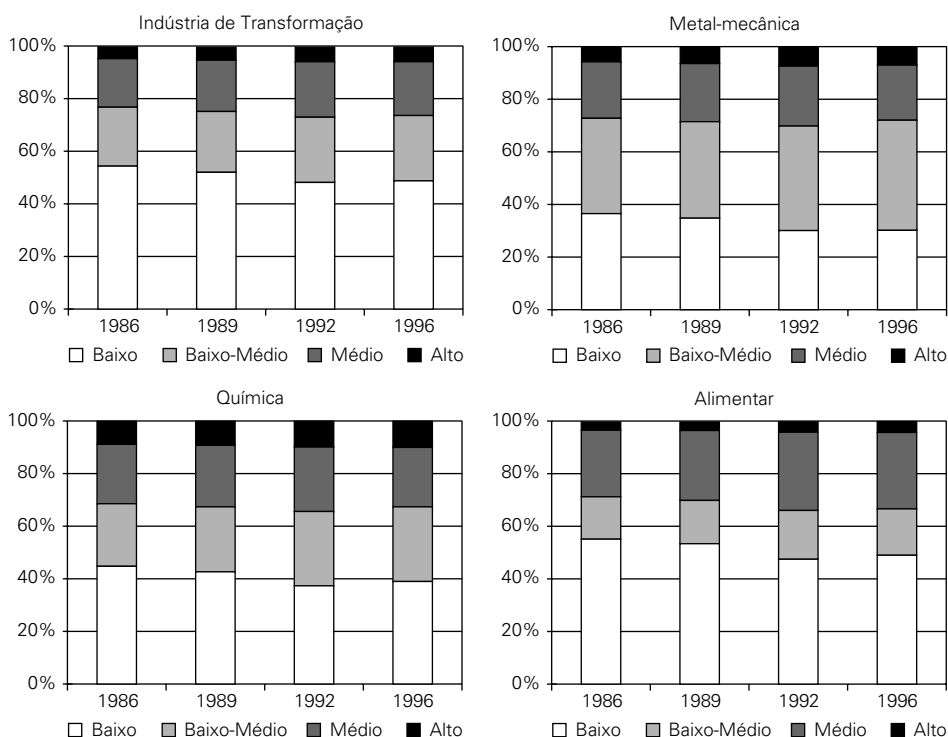 Indústria de Transformação
100%
80%
60%
40%
20%
0%
1986 1989 1992 1996
Baixo Baixo-Médio Médio Alto
Metal-mecânica
100%
80%
60%
40%
20%
0%
1986 1989 1992 1996
Baixo Baixo-Médio Médio Alto
Química
100%
80%
60%
40%
20%
0%
1986 1989 1992 1996
Baixo Baixo-Médio Médio Alto
Alimentar
100%
80%
60%
40%
20%
0%
1986 1989 1992 1996
Baixo Baixo-Médio Médio Alto